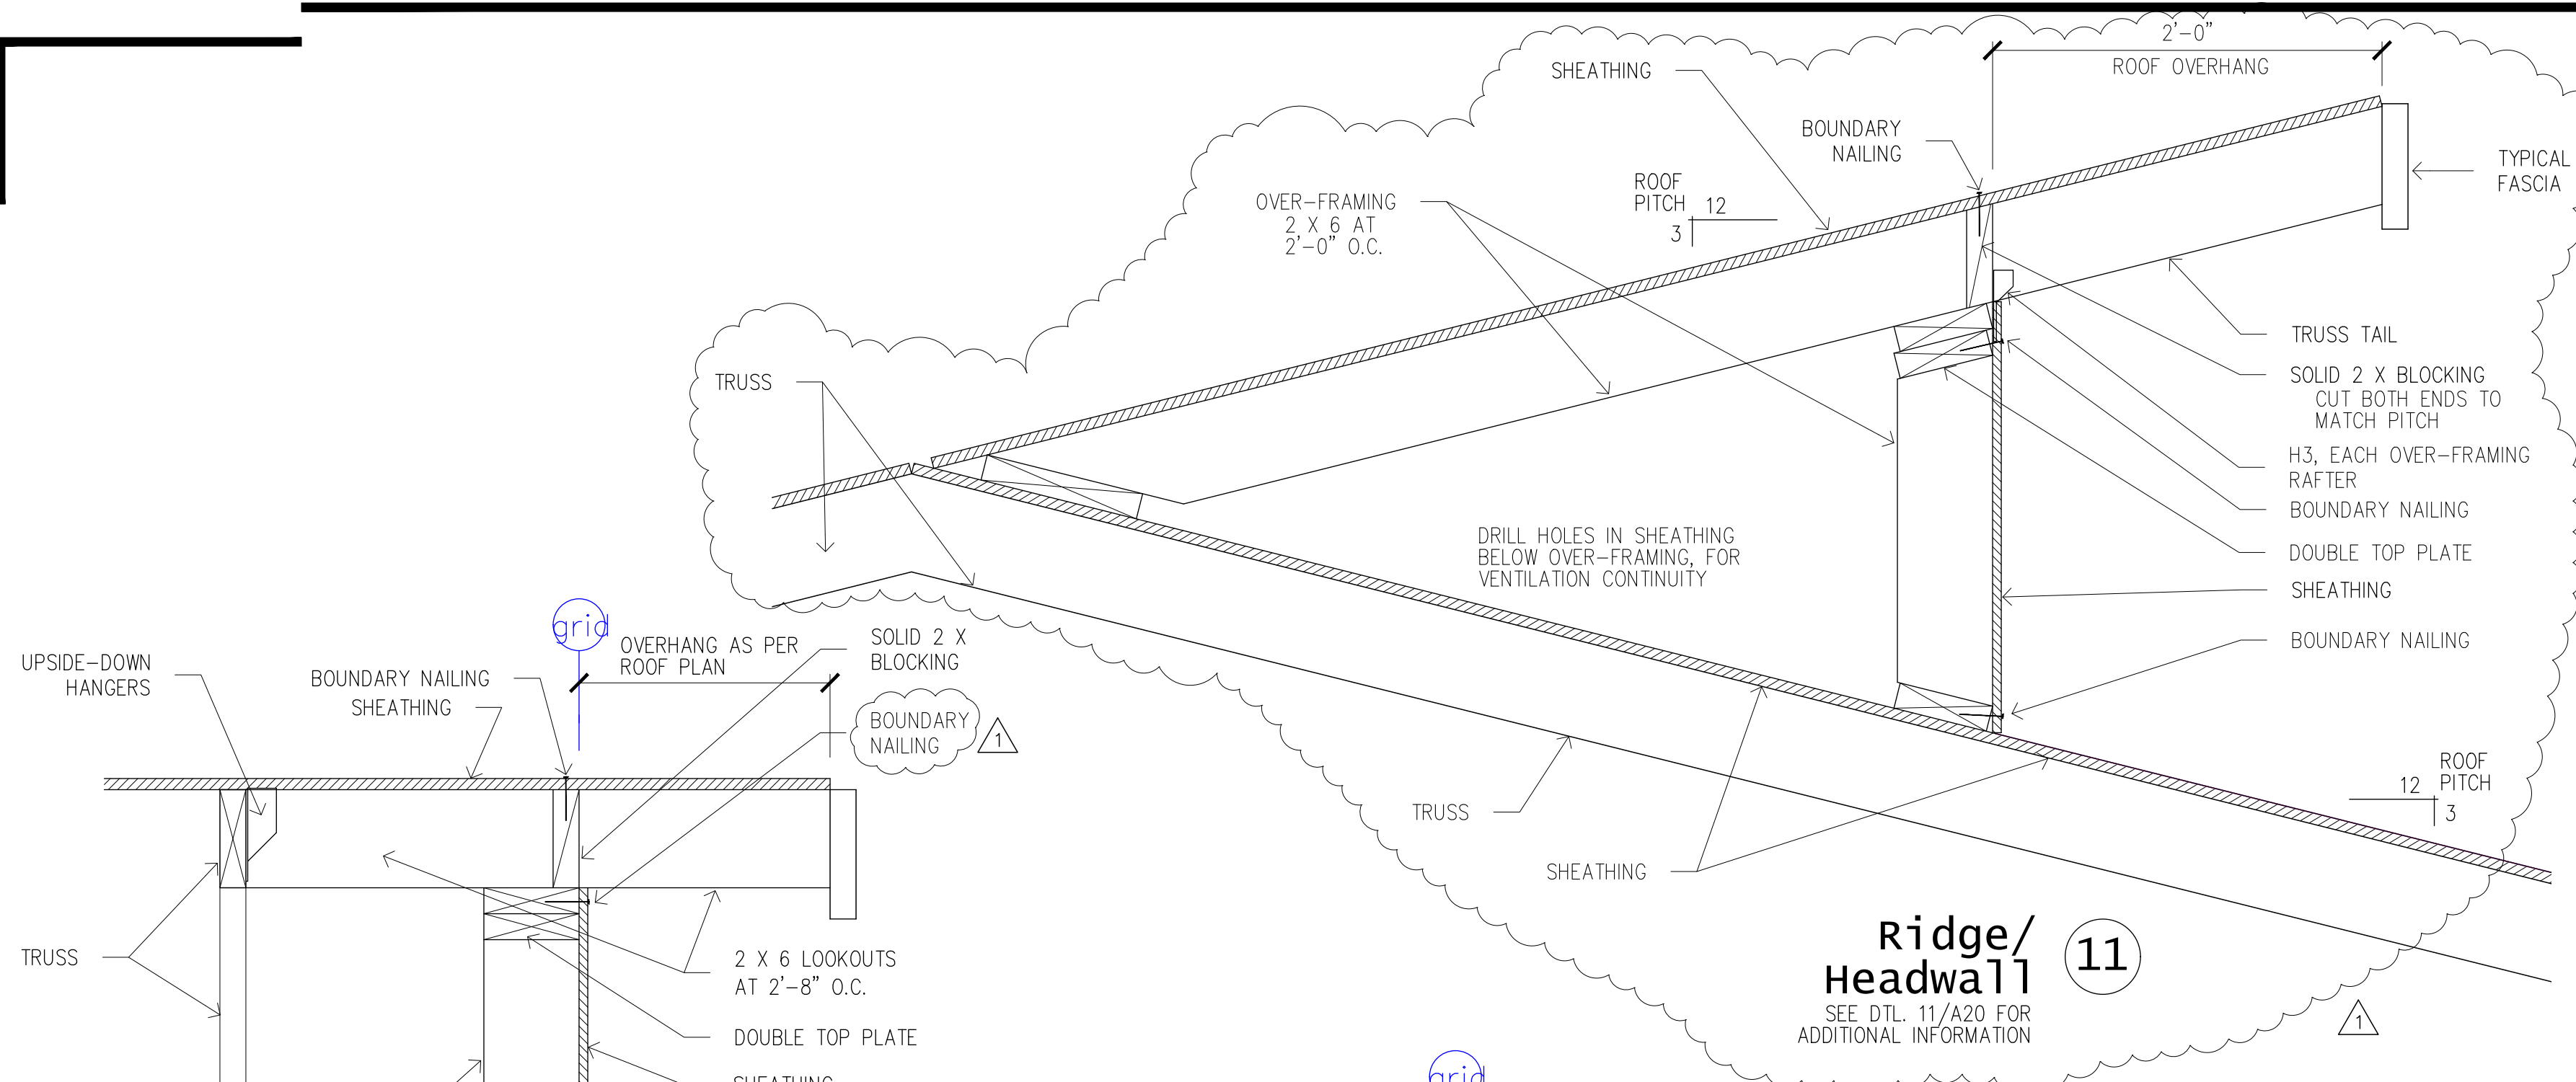 2'-0"
ROOF OVERHANG
SHEATHING
BOUNDARY
NAILING
TYPICAL
FASCIA
ROOF
PITCH
12
3
OVER-FRAMING
2 X 6 AT
2'-0" O.C.
TRUSS
TRUSS TAIL
SOLID 2 X BLOCKING
CUT BOTH ENDS TO
MATCH PITCH
H3, EACH OVER-FRAMING
RAFTER
BOUNDARY NAILING
DOUBLE TOP PLATE
SHEATHING
BOUNDARY NAILING
DRILL HOLES IN SHEATHING
BELOW OVER-FRAMING, FOR
VENTILATION CONTINUITY
TRUSS
SHEATHING
ROOF
PITCH
12
3
Ridge/
Headwall
11
SEE DTL. 11/A20 FOR
ADDITIONAL INFORMATION
1
grid
UPSIDE-DOWN
HANGERS
BOUNDARY NAILING
SHEATHING
grid
OVERHANG AS PER
ROOF PLAN
SOLID 2 X
BLOCKING
BOUNDARY
NAILING
1
TRUSS
2 X 6 LOOKOUTS
AT 2'-8" O.C.
DOUBLE TOP PLATE
SHEATHING